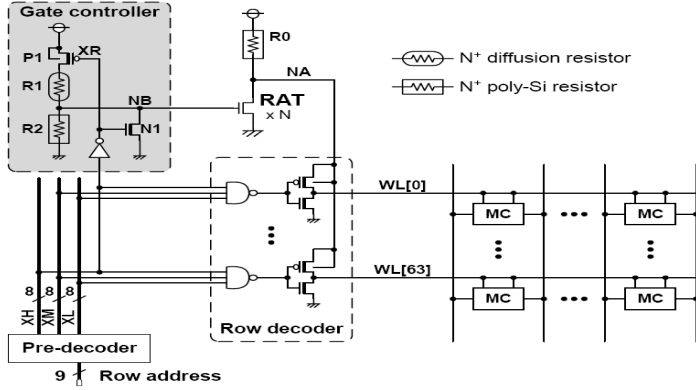 Gate controller
P1
XR
R1
R2
NB
N1
R0
NA
RAT
x N
N+ diffusion resistor
N+ poly-Si resistor
WL[0]
MC
MC
WL[63]
MC
MC
Row decoder
8
8
8
XH
XM
XL
Pre-decoder
9
Row address